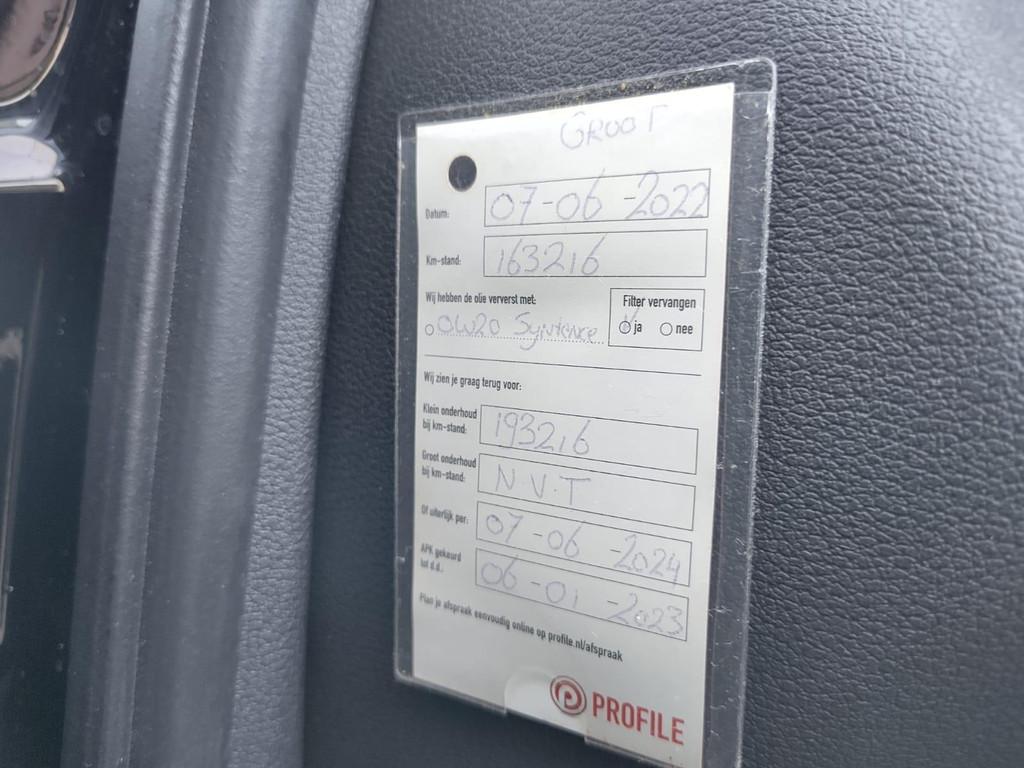 GROOT
Datum: 07-06-2022
Km-stand: 163216
Wij hebben de olie ververst met:
Filter vervangen
0W20 Syntence
ja nee
Wij zien je graag terug voor:
Klein onderhoud
bij km-stand: 193216
Groot onderhoud
bij km-stand: N.V.T
Of uiterlijk per: 07-06-2024
APK gekeurd
tot d.d.: 06-01-2023
Plan je afspraak eenvoudig online op profile.nl/afspraak
PROFILE